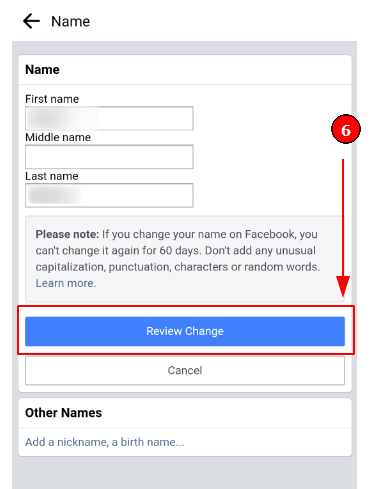 Name
Name
First name
Middle name
6
Last name
Please note: If you change your name on Facebook, you
can't change it again for 60 days. Don't add any unusual
capitalization, punctuation, characters or random words.
Learn more.
Review Change
Cancel
Other Names
Add a nickname, a birth name...